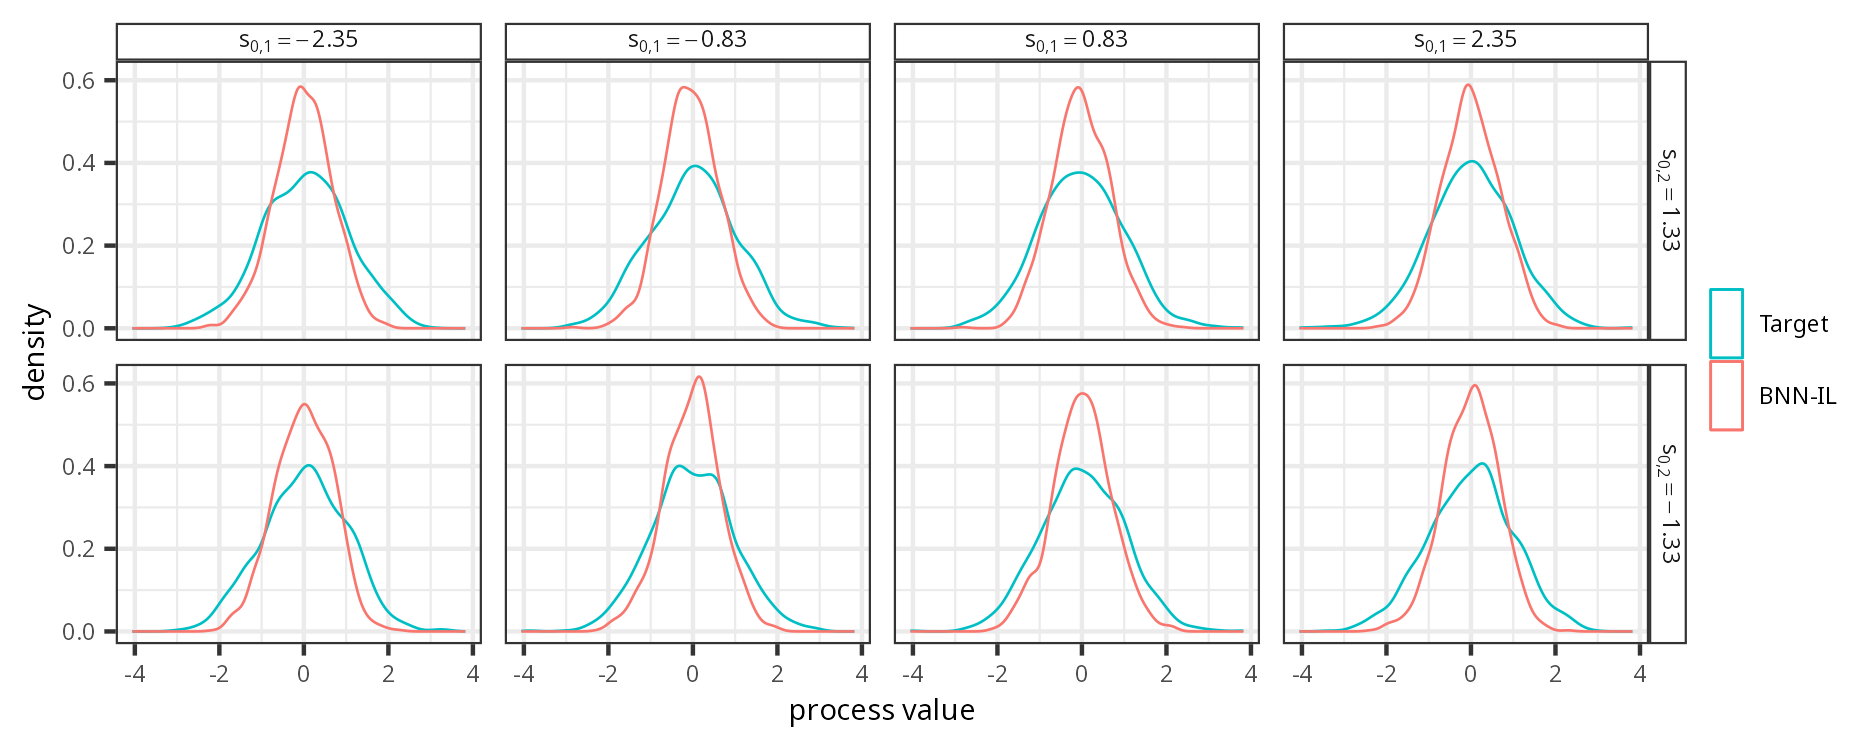 s0,1 = −2.35 s0,1 = −0.83 s0,1 = 0.83 s0,1 = 2.35
0.6
0.4
0.2
0.0
s0,2 = 1.33
density
Target
BNN-IL
0.6
0.4
0.2
0.0
s0,2 = −1.33
-4 -2 0 2 4 -4 -2 0 2 4 -4 -2 0 2 4 -4 -2 0 2 4
process value